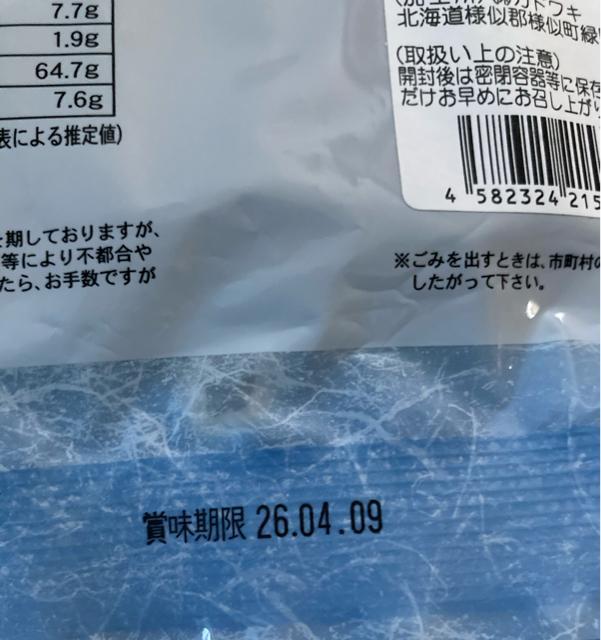 7.7g
1.9g
64.7g
7.6g
表による推定値)
期しておりますが、
等により不都合や
たら、お手数ですが
北海道様似郡様似町緑
(取扱い上の注意)
開封後は密閉容器等に保存
だけお早めにお召し上がり
4 582324 215
※ごみを出すときは、市町村の
したがって下さい。
賞味期限 26.04.09